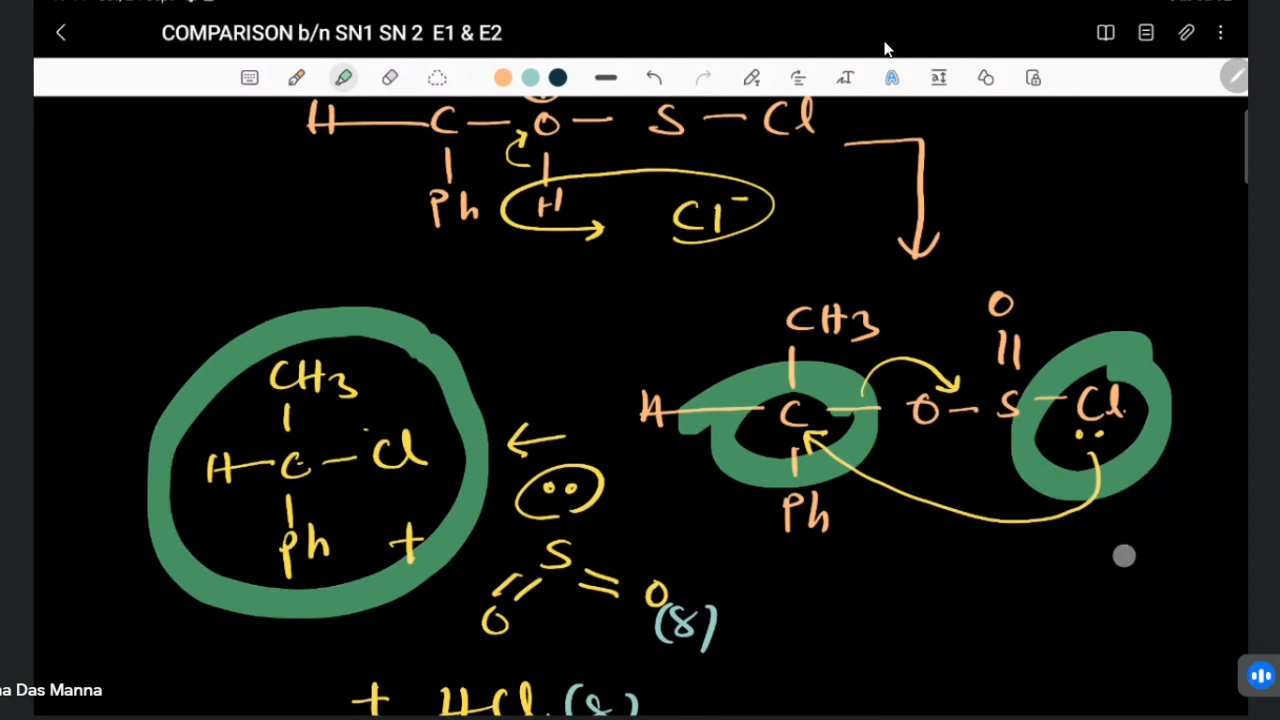 COMPARISON b/n SN1 SN 2 E1 & E2
H — C — O — S — Cl
Ph H Cl⁻
CH3 O
H — C — O — S — Cl
Ph
CH3
H — C — Cl
Ph +
S
O O
(g)
+ HCl (g)
Das Manna